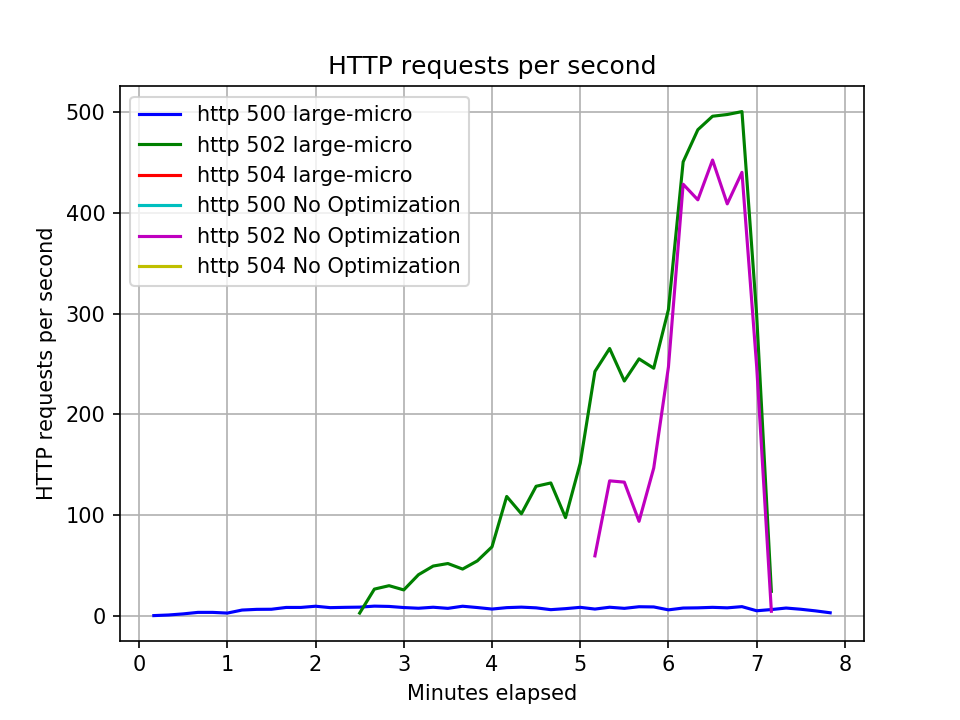 HTTP requests per second
500
400
300
200
100
0
HTTP requests per second
http 500 large-micro
http 502 large-micro
http 504 large-micro
http 500 No Optimization
http 502 No Optimization
http 504 No Optimization
0 1 2 3 4 5 6 7 8
Minutes elapsed